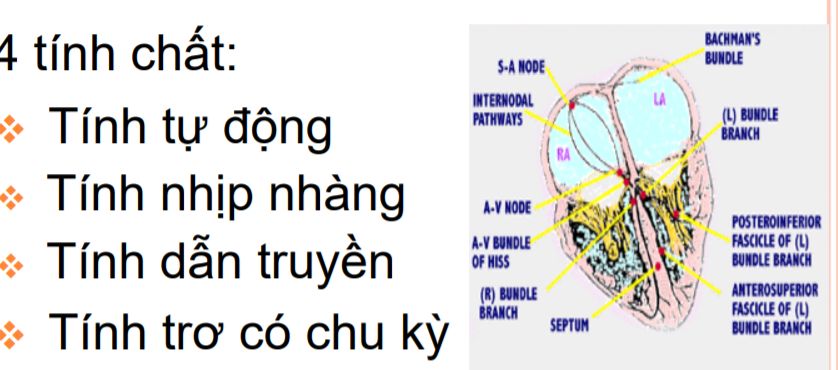 4 tính chất:
Tính tự động
Tính nhịp nhàng
Tính dẫn truyền
Tính trơ có chu kỳ
BACHMAN'S
BUNDLE
S-A NODE
INTERNODAL
PATHWAYS
LA
(L) BUNDLE
BRANCH
RA
A-V NODE
POSTEROINFERIOR
FASCICLE OF (L)
BUNDLE BRANCH
A-V BUNDLE
OF HISS
(R) BUNDLE
BRANCH
ANTEROSUPERIOR
FASCICLE OF (L)
BUNDLE BRANCH
SEPTUM